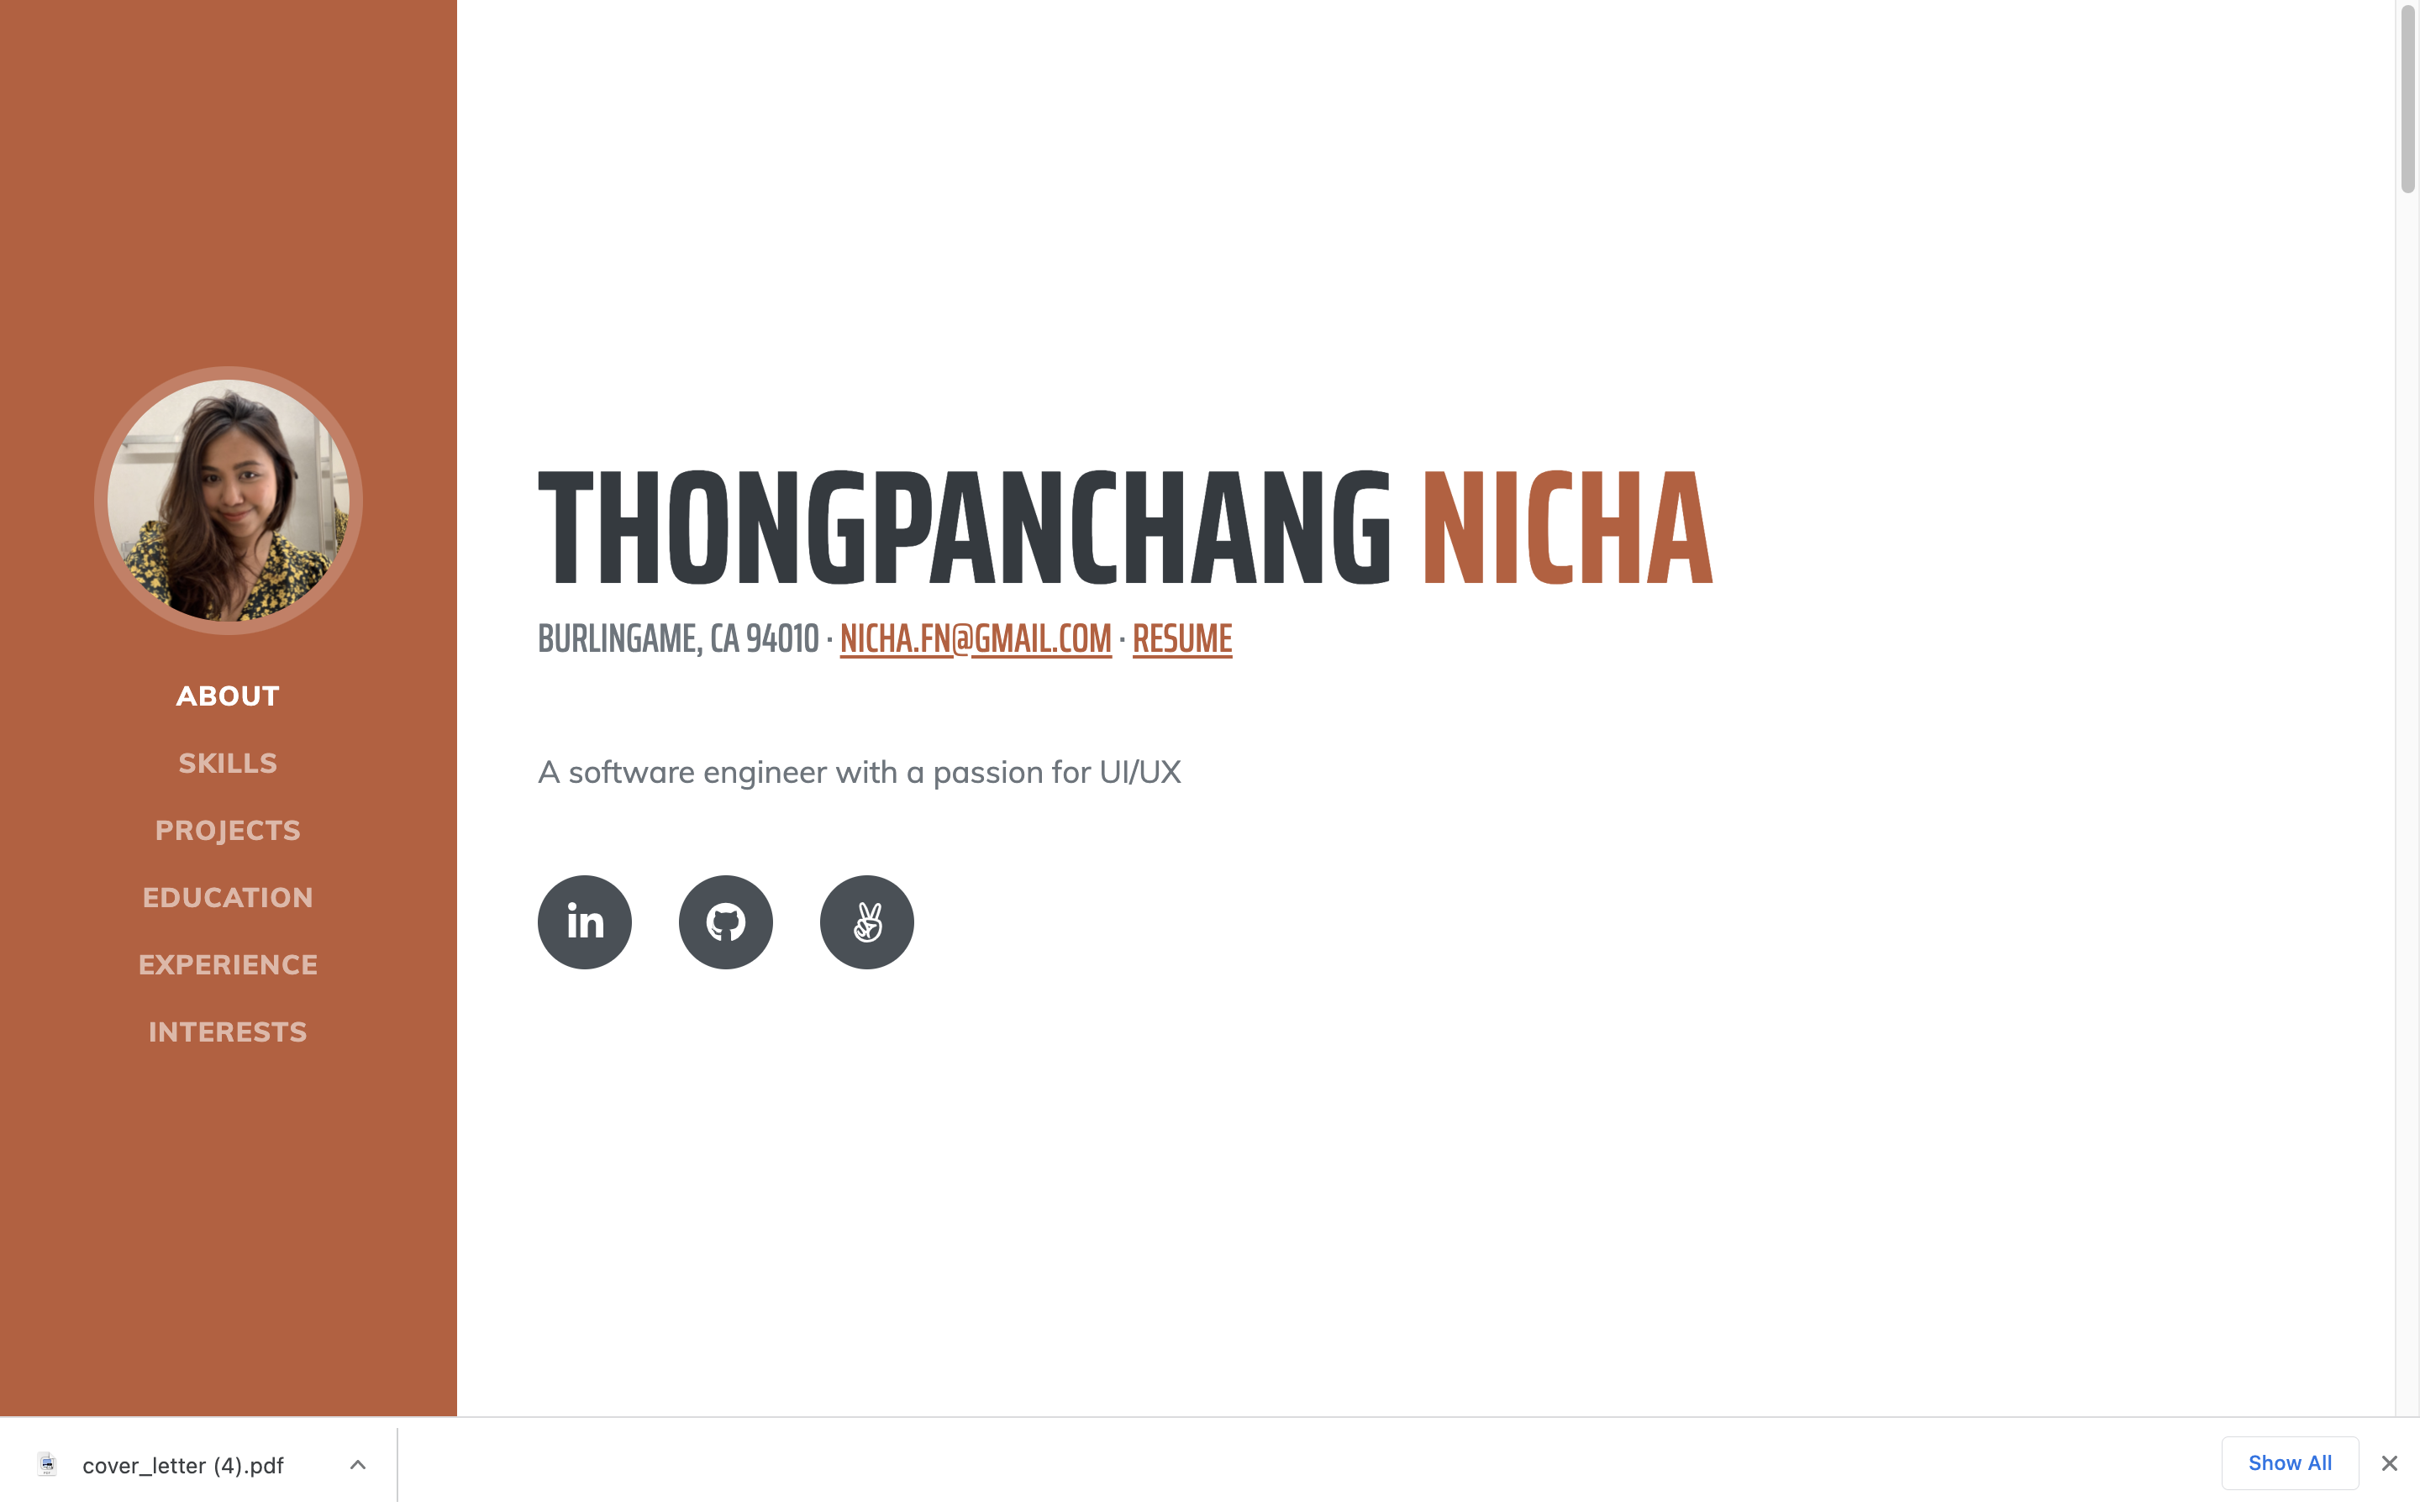 ABOUT
SKILLS
PROJECTS
EDUCATION
EXPERIENCE
INTERESTS
THONGPANCHANG NICHA
BURLINGAME, CA 94010 · NICHA.FN@GMAIL.COM · RESUME
A software engineer with a passion for UI/UX
in
cover_letter (4).pdf
Show All